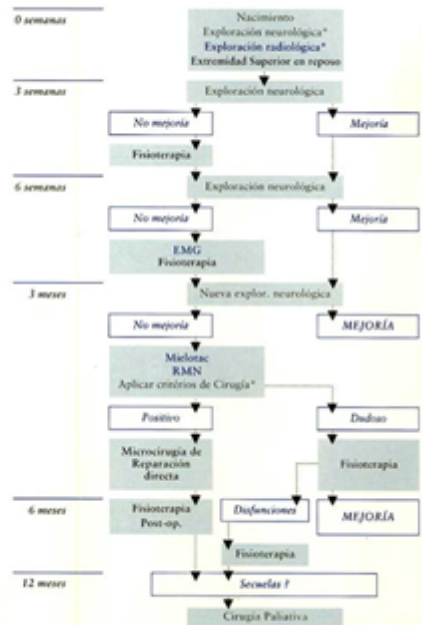 0 semanas
Nacimiento
Exploración neurológica*
Exploración radiológica*
Extremidad Superior en reposo
3 semanas
Exploración neurológica
No mejoría
Mejoría
Fisioterapia
6 semanas
Exploración neurológica
No mejoría
Mejoría
EMG
Fisioterapia
3 meses
Nueva explor. neurológica
No mejoría
MEJORÍA
Mielotac
RMN
Aplicar critérios de Cirugía*
Positivo
Dudoso
Microcirugía de
Reparación
directa
Fisioterapia
6 meses
Fisioterapia
Post-op.
Disfunciones
MEJORÍA
Fisioterapia
12 meses
Secuelas ?
Cirugía Paliativa